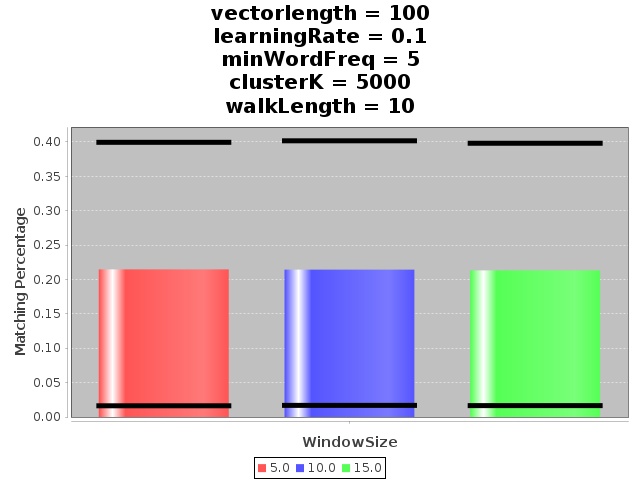 vectorlength = 100
learningRate = 0.1
minWordFreq = 5
clusterK = 5000
walkLength = 10
0.40
0.35
0.30
0.25
0.20
0.15
0.10
0.05
0.00
Matching Percentage
WindowSize
5.0 10.0 15.0